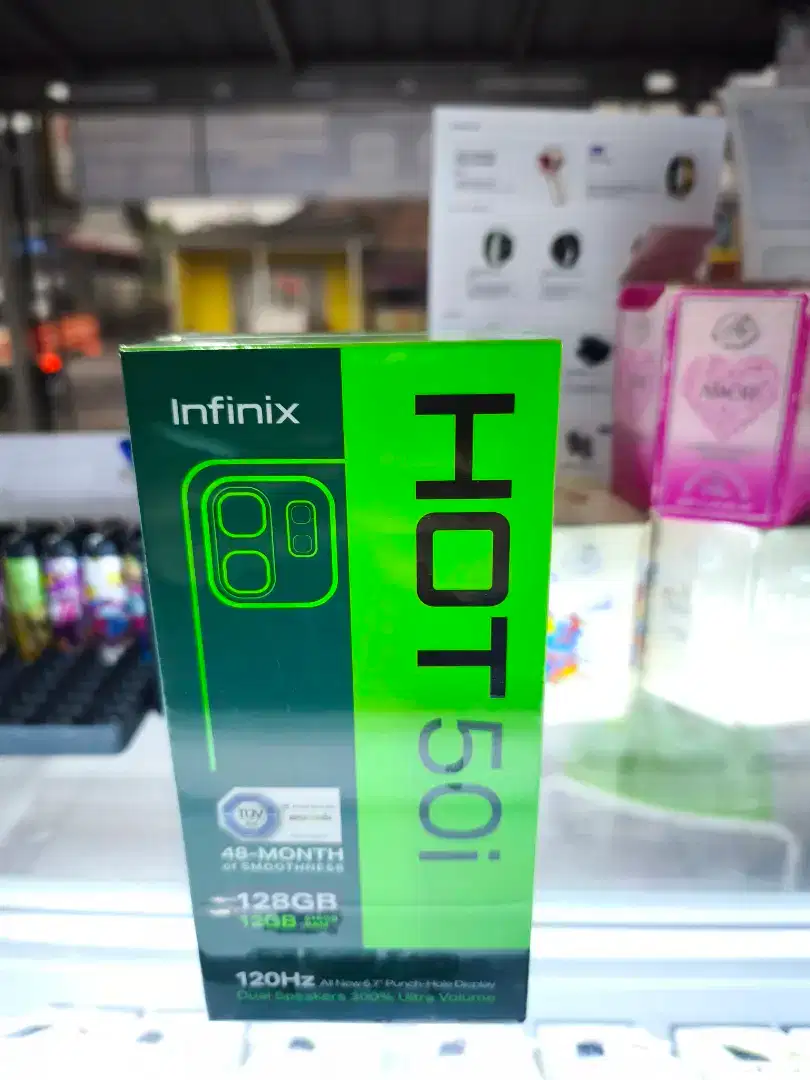 Infinix
HOT 50i
TÜV
48-MONTH
OF SMOOTHNESS
128GB
12GB
120Hz All New 6.7" Punch-Hole Display
Dual Speakers 300% Ultra Volume